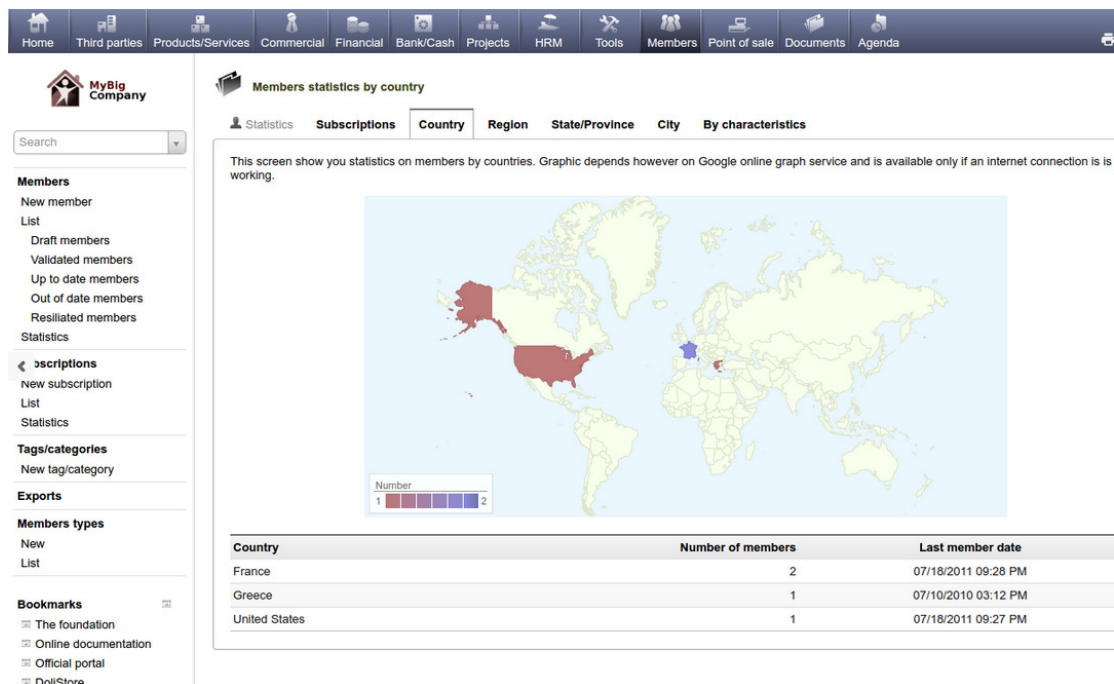 Home Third parties Products/Services Commercial Financial Bank/Cash Projects HRM Tools Members Point of sale Documents Agenda
MyBig
Company
Search
Members
New member
List
Draft members
Validated members
Up to date members
Out of date members
Resiliated members
Statistics
bscriptions
New subscription
List
Statistics
Tags/categories
New tag/category
Exports
Members types
New
List
Bookmarks
The foundation
Online documentation
Official portal
DoliStore
Members statistics by country
Statistics Subscriptions Country Region State/Province City By characteristics
This screen show you statistics on members by countries. Graphic depends however on Google online graph service and is available only if an internet connection is is
working.
Number
1 2
Country Number of members Last member date
France 2 07/18/2011 09:28 PM
Greece 1 07/10/2010 03:12 PM
United States 1 07/18/2011 09:27 PM